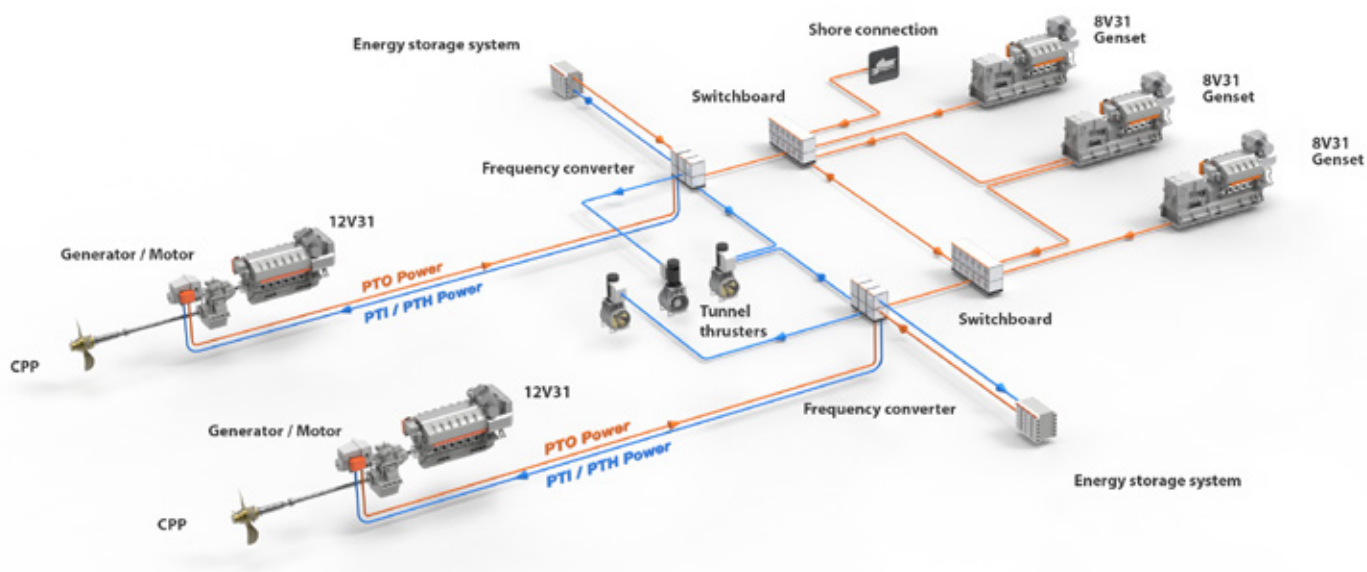 8V31
Genset
Shore connection
Energy storage system
8V31
Genset
Switchboard
8V31
Genset
Frequency converter
12V31
Generator / Motor
PTO Power
PTI / PTH Power
Tunnel
thrusters
Switchboard
CPP
12V31
Frequency converter
Generator / Motor
PTO Power
PTI / PTH Power
Energy storage system
CPP